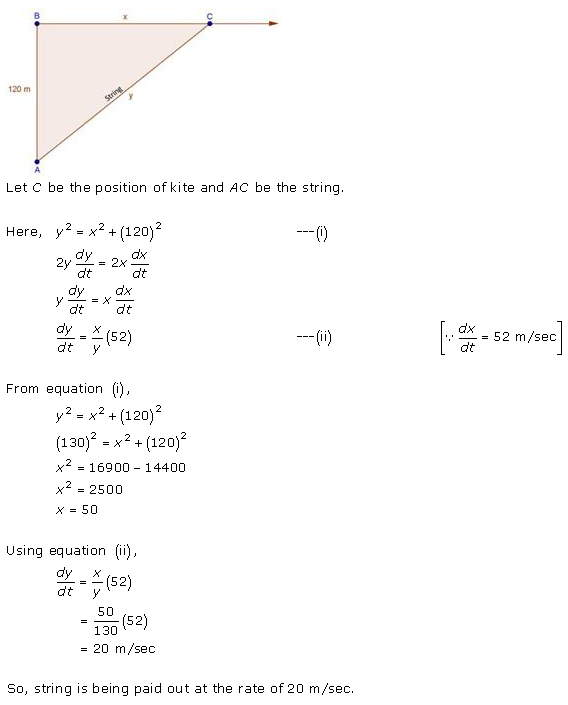 B x C
120 m
String y
A
Let C be the position of kite and AC be the string.
Here, y² = x² + (120)² ---(i)
2y dy/dt = 2x dx/dt
y dy/dt = x dx/dt
dy/dt = x/y (52) ---(ii) [∵ dx/dt = 52 m/sec]
From equation (i),
y² = x² + (120)²
(130)² = x² + (120)²
x² = 16900 – 14400
x² = 2500
x = 50
Using equation (ii),
dy/dt = x/y (52)
= 50/130 (52)
= 20 m/sec
So, string is being paid out at the rate of 20 m/sec.